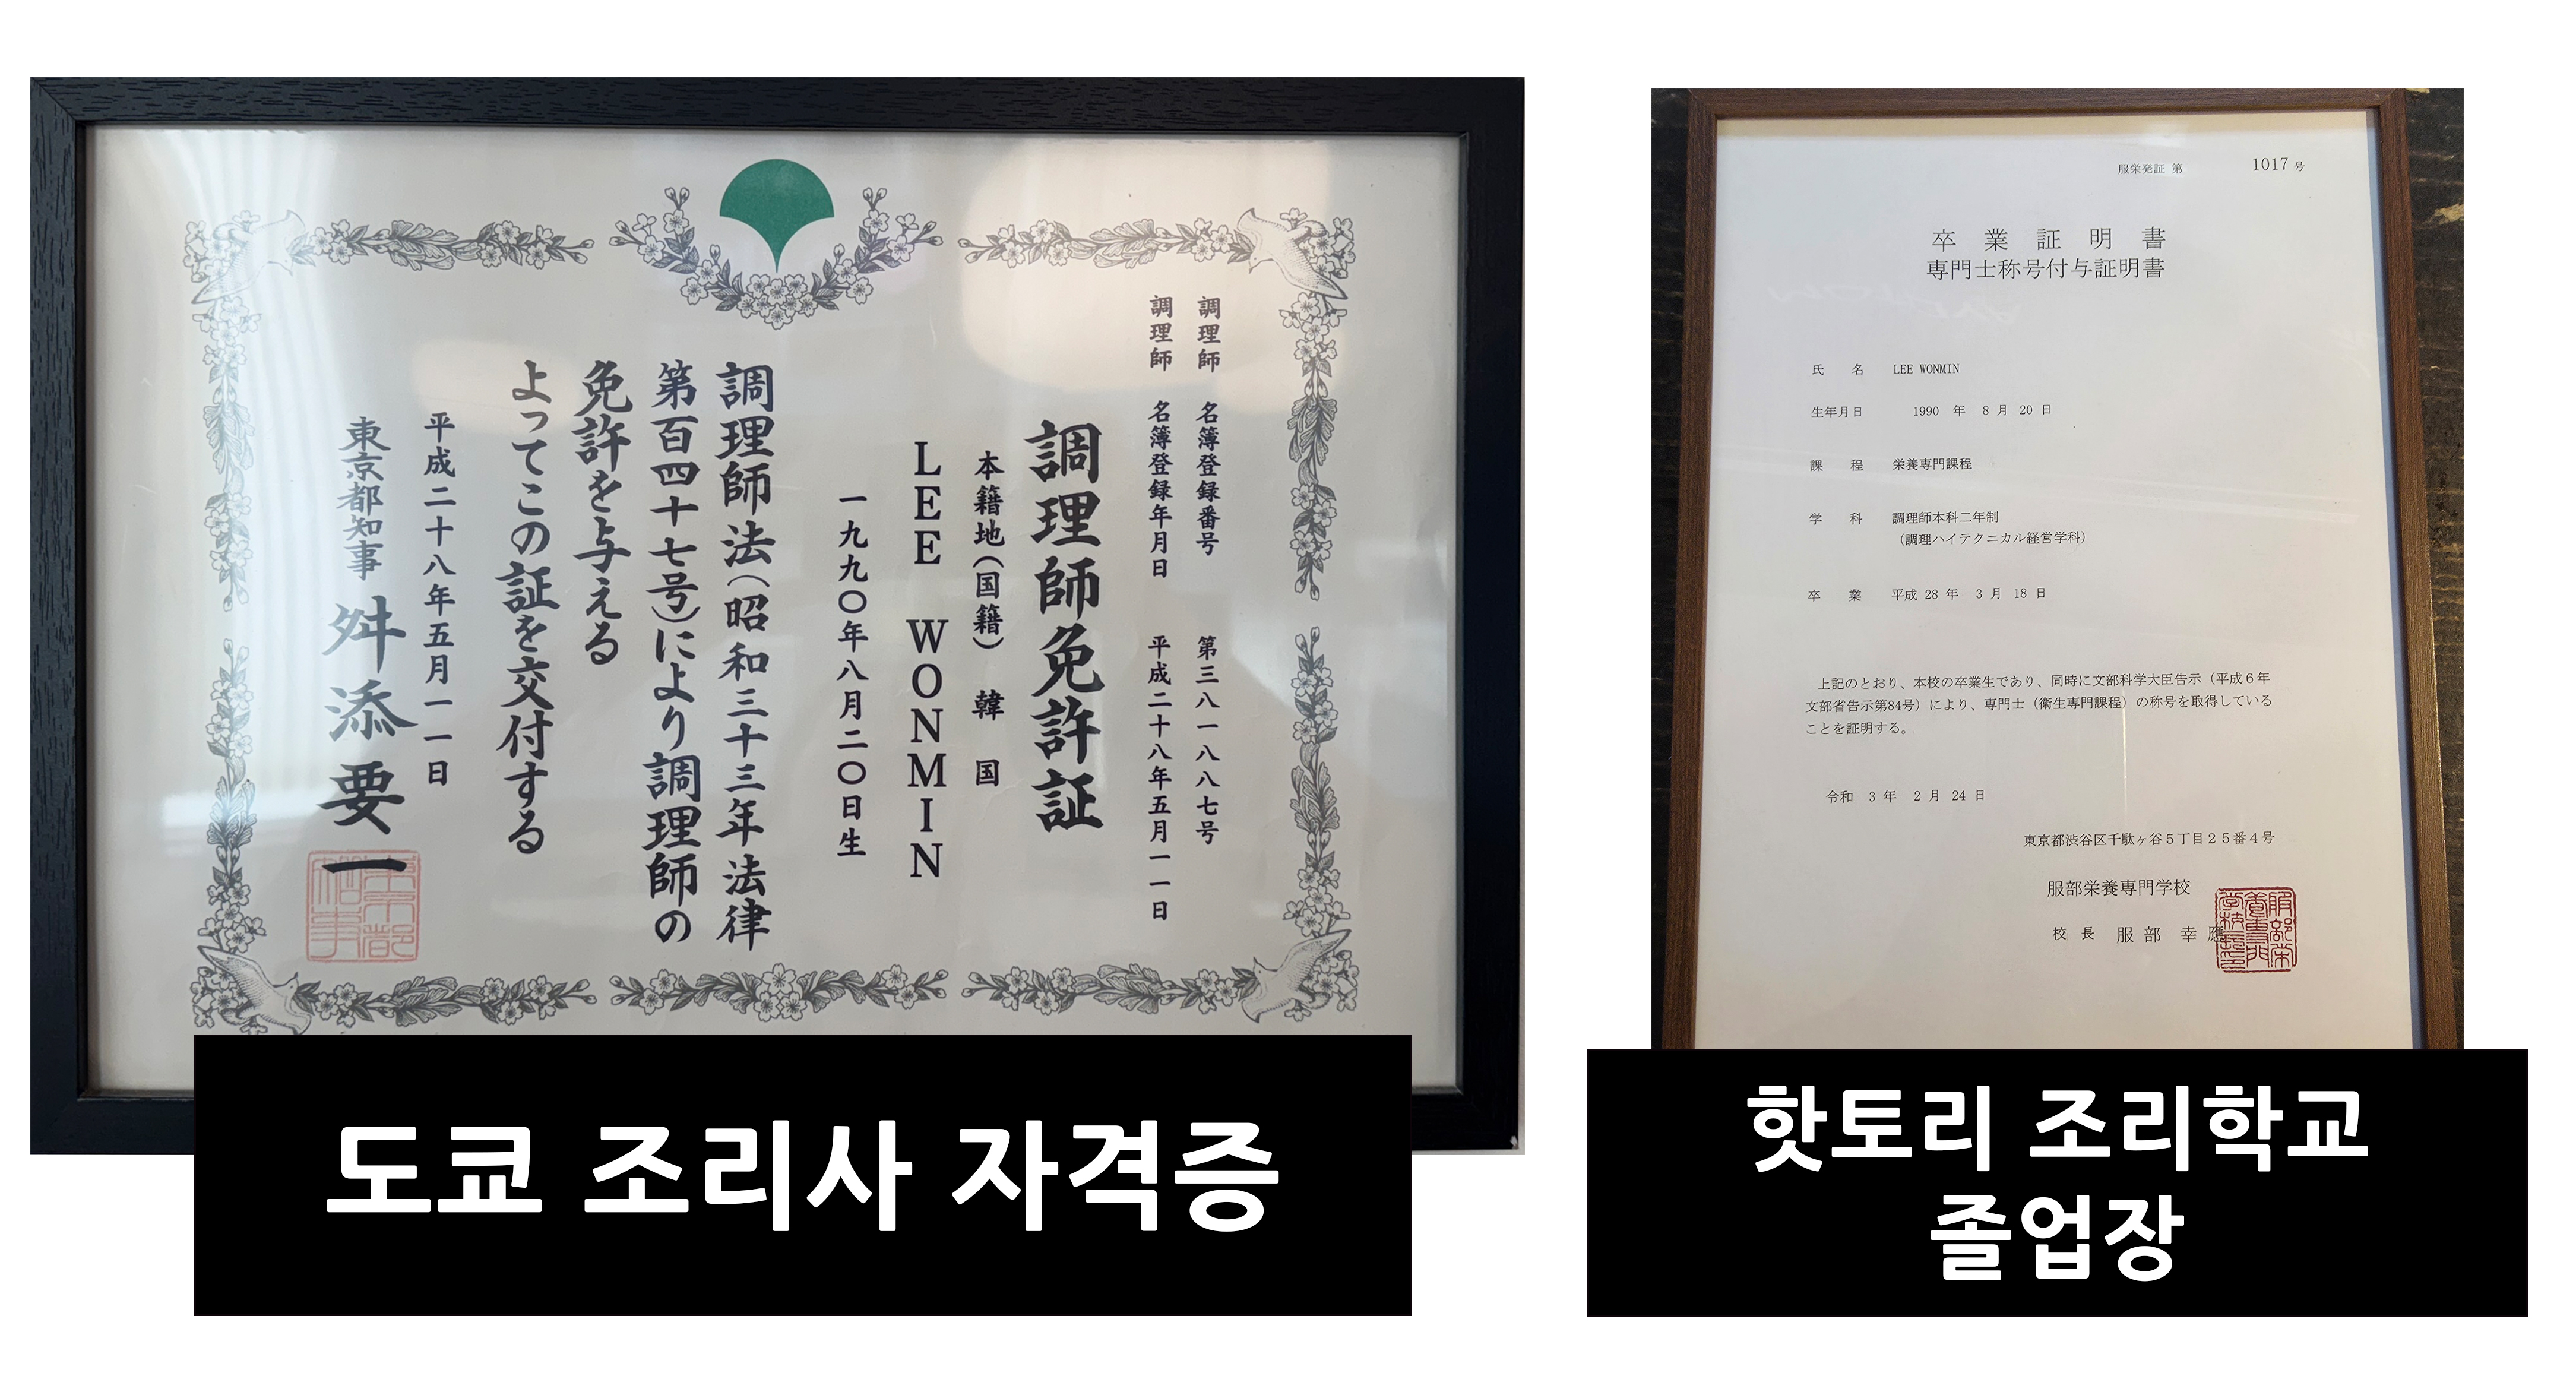 調理師 名簿登録番号 第三八一八八七号
調理師 名簿登録年月日 平成二十八年五月一一日
調理師免許証
本籍地(国籍) 韓国
LEE WONMIN
一九九〇年八月二〇日生
調理師法(昭和三十三年法律
第百四十七号)により調理師の
免許を与える
よってこの証を交付する
平成二十八年五月一一日
東京都知事 舛添要一
東京都知事
도쿄 조리사 자격증
服栄発証 第 1017 号
卒業証明書
専門士称号付与証明書
氏名 LEE WONMIN
生年月日 1990 年 8 月 20 日
課程 栄養専門課程
学科 調理師本科二年制
(調理ハイテクニカル経営学科)
卒業 平成 28 年 3 月 18 日
上記のとおり、本校の卒業生であり、同時に文部科学大臣告示(平成6年
文部省告示第84号)により、専門士(衛生専門課程)の称号を取得している
ことを証明する。
令和 3 年 2 月 24 日
東京都渋谷区千駄ヶ谷5丁目25番4号
服部栄養専門学校
校長 服部 幸應
핫토리 조리학교
졸업장